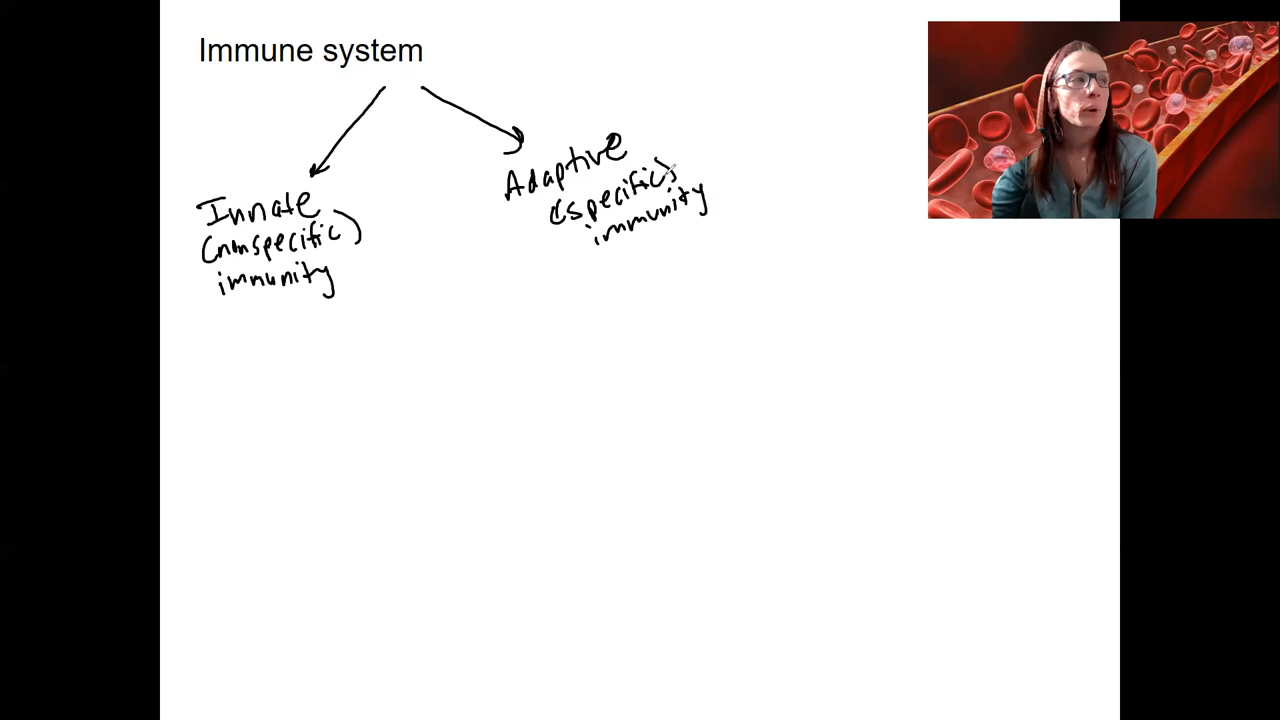 Immune system
Innate
(nonspecific)
immunity
Adaptive
(specific)
immunity